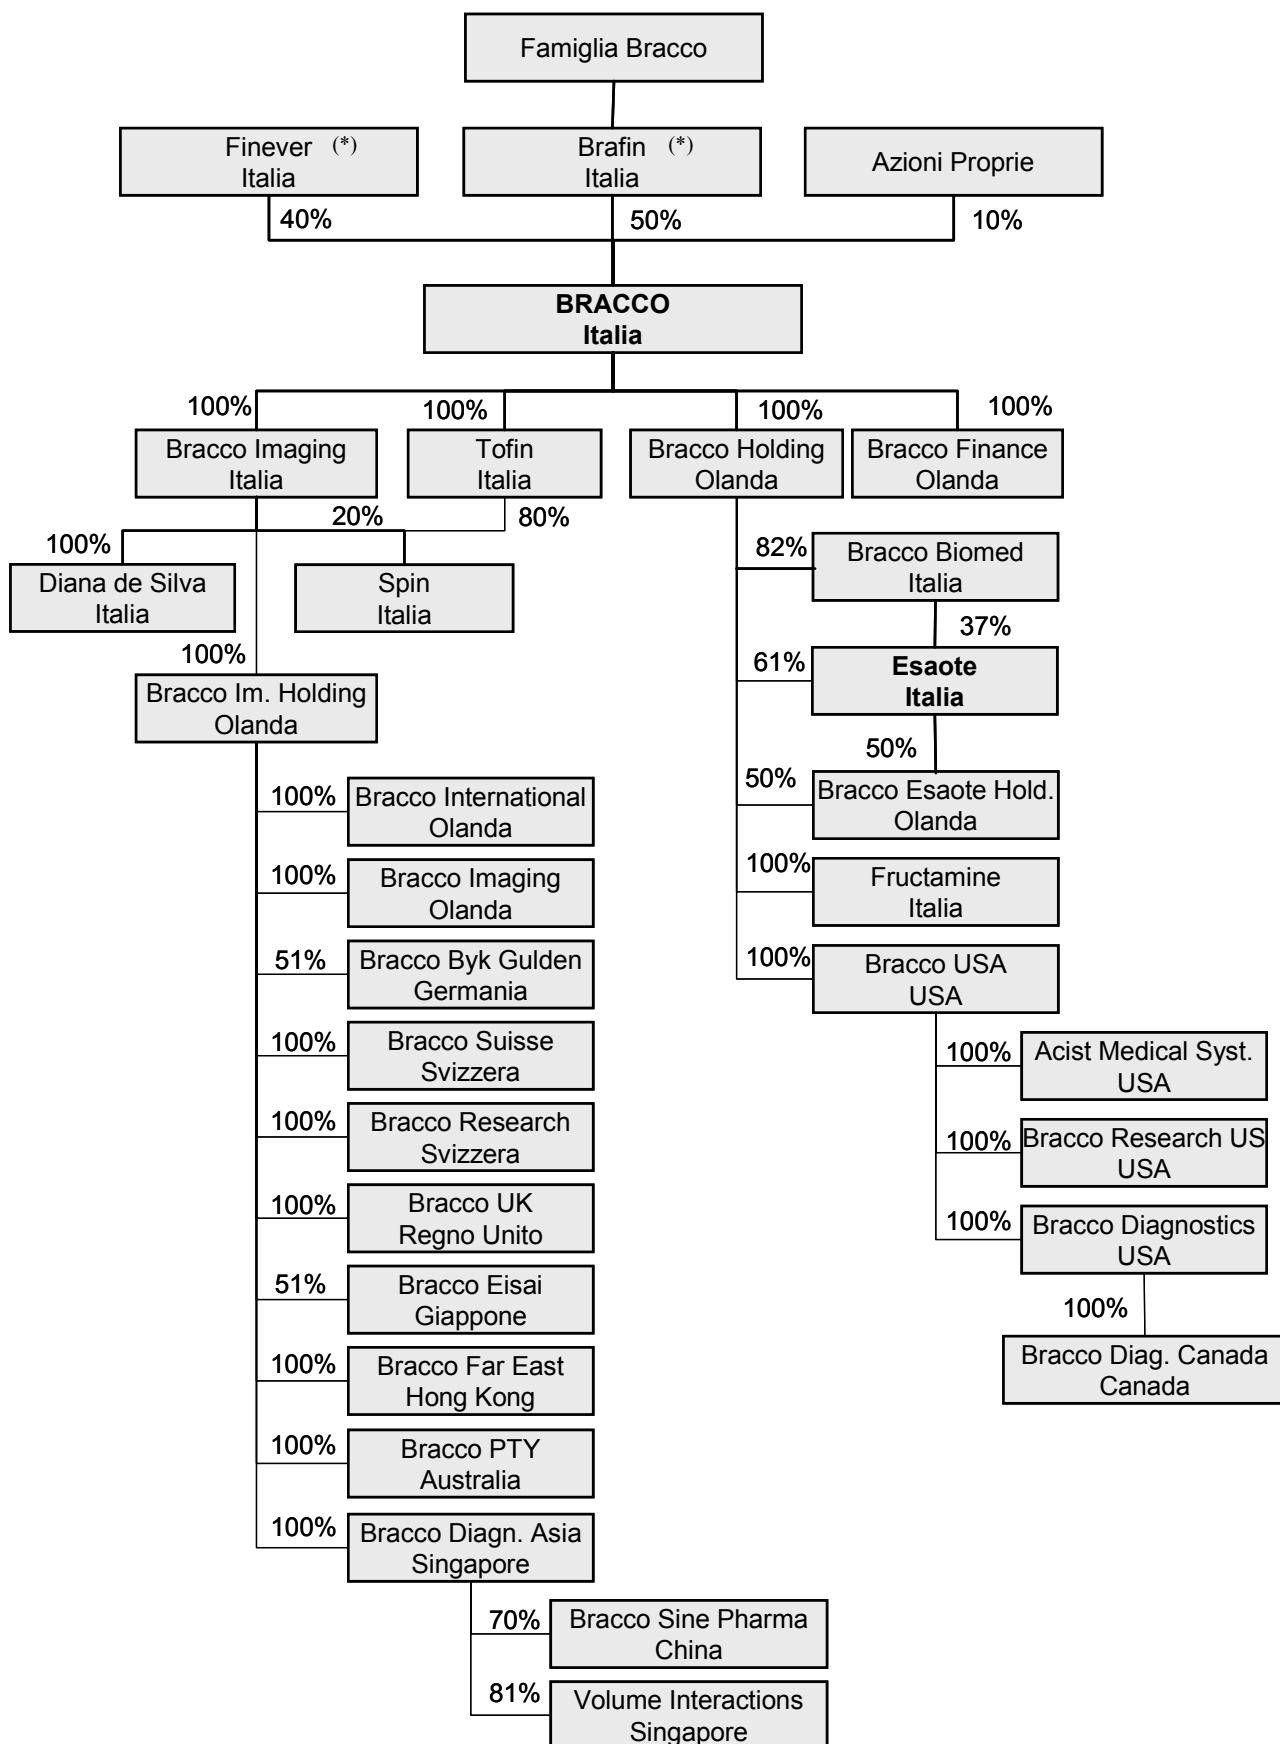 Famiglia Bracco
Finever (*)
Italia
Brafin (*)
Italia
Azioni Proprie
40%
50%
10%
BRACCO
Italia
100%
100%
100%
100%
Bracco Imaging
Italia
Tofin
Italia
Bracco Holding
Olanda
Bracco Finance
Olanda
20%
80%
100%
Diana de Silva
Italia
Spin
Italia
100%
Bracco Im. Holding
Olanda
100%
Bracco International
Olanda
100%
Bracco Imaging
Olanda
51%
Bracco Byk Gulden
Germania
100%
Bracco Suisse
Svizzera
100%
Bracco Research
Svizzera
100%
Bracco UK
Regno Unito
51%
Bracco Eisai
Giappone
100%
Bracco Far East
Hong Kong
100%
Bracco PTY
Australia
100%
Bracco Diagn. Asia
Singapore
70%
Bracco Sine Pharma
China
81%
Volume Interactions
Singapore
82%
Bracco Biomed
Italia
37%
61%
Esaote
Italia
50%
50%
Bracco Esaote Hold.
Olanda
100%
Fructamine
Italia
100%
Bracco USA
USA
100%
Acist Medical Syst.
USA
100%
Bracco Research US
USA
100%
Bracco Diagnostics
USA
100%
Bracco Diag. Canada
Canada